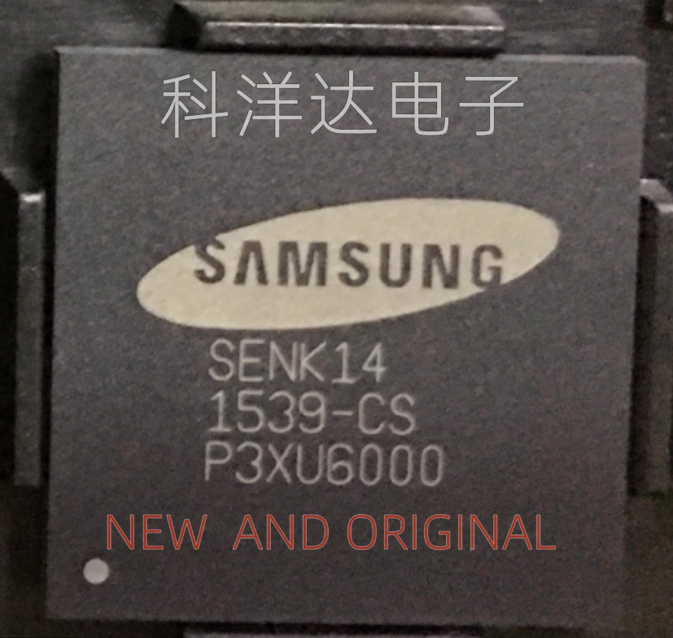 科洋达电子
SAMSUNG
SENK14
1539-CS
P3XU6000
NEW AND ORIGINAL